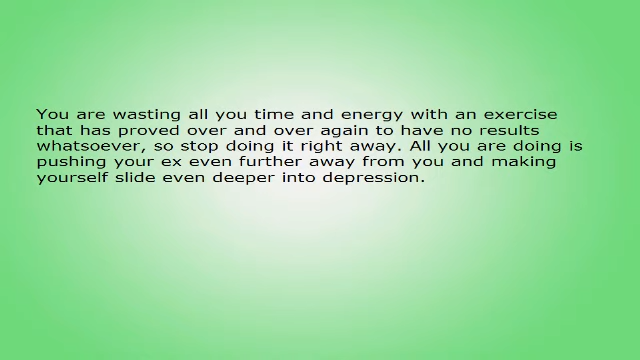 You are wasting all you time and energy with an exercise
that has proved over and over again to have no results
whatsoever, so stop doing it right away. All you are doing is
pushing your ex even further away from you and making
yourself slide even deeper into depression.